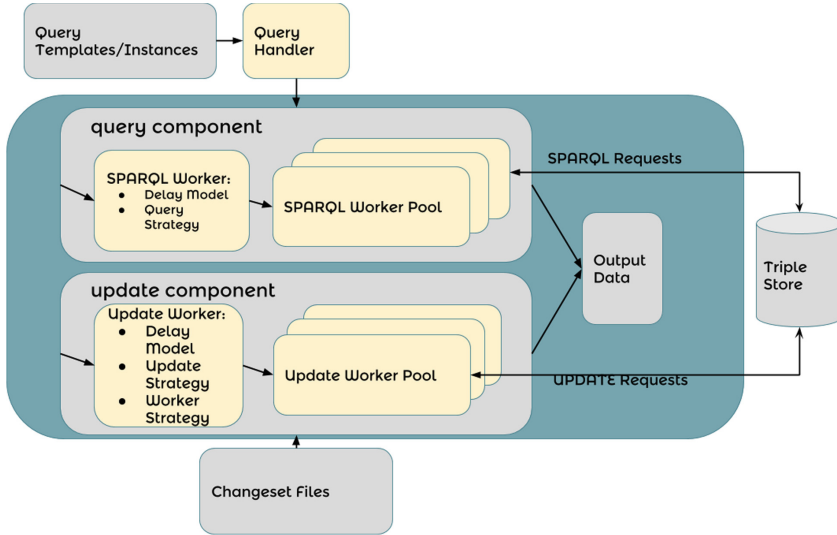 Query
Templates/Instances
Query
Handler
query component
SPARQL Worker:
● Delay Model
● Query
Strategy
SPARQL Worker Pool
SPARQL Requests
Output
Data
Triple
Store
update component
Update Worker:
● Delay
Model
● Update
Strategy
● Worker
Strategy
Update Worker Pool
UPDATE Requests
Changeset Files